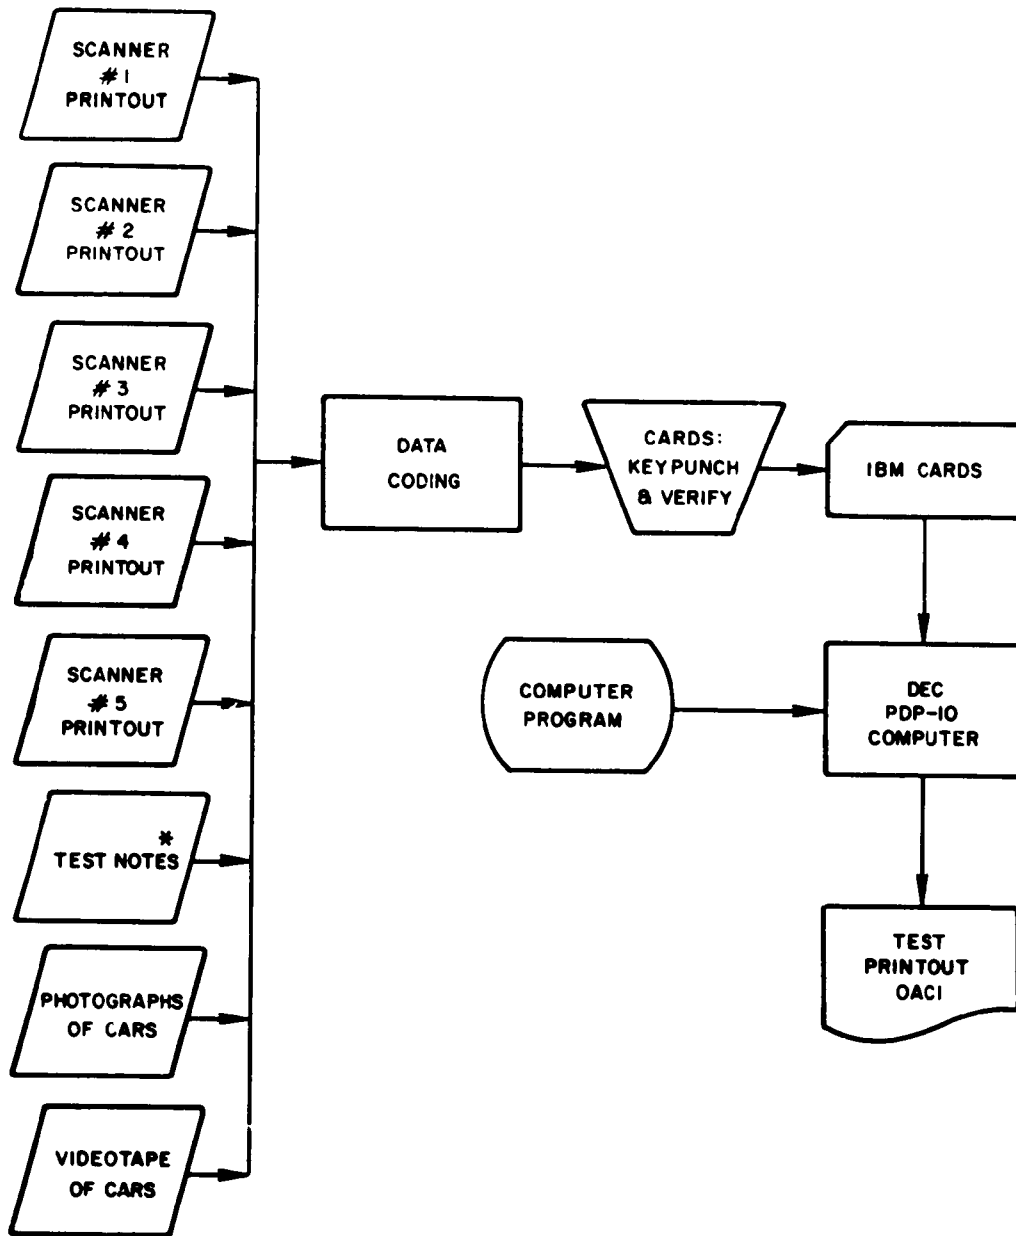 SCANNER
# 1
PRINTOUT
SCANNER
# 2
PRINTOUT
SCANNER
# 3
PRINTOUT
SCANNER
# 4
PRINTOUT
SCANNER
# 5
PRINTOUT
TEST NOTES*
PHOTOGRAPHS
OF CARS
VIDEOTAPE
OF CARS
DATA
CODING
CARDS:
KEYPUNCH
& VERIFY
IBM CARDS
COMPUTER
PROGRAM
DEC
PDP-10
COMPUTER
TEST
PRINTOUT
OACI